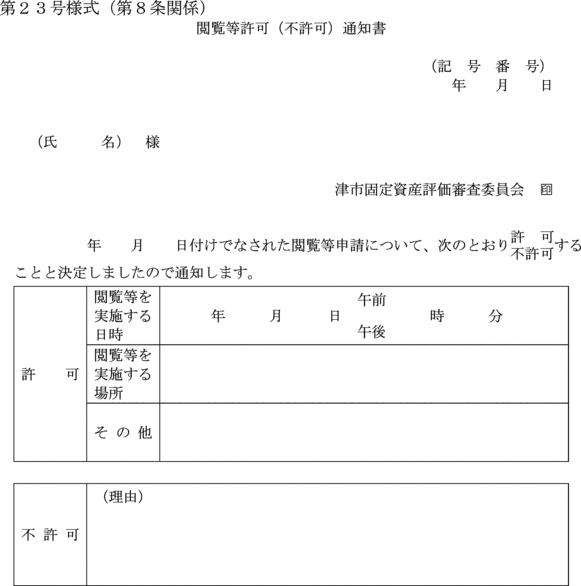 第２３号様式（第８条関係）
閲覧等許可（不許可）通知書
（記　号　番　号）
年　　月　　日
（氏　　　名）　様
津市固定資産評価審査委員会　印
年　　月　　日付けでなされた閲覧等申請について、次のとおり許　可
不許可する
ことと決定しましたので通知します。
許　　可
閲覧等を
実施する
日時
午前
年　　　月　　　日　　　　　　時　　　分
午後
閲覧等を
実施する
場所
そ　の　他
不　許　可
（理由）